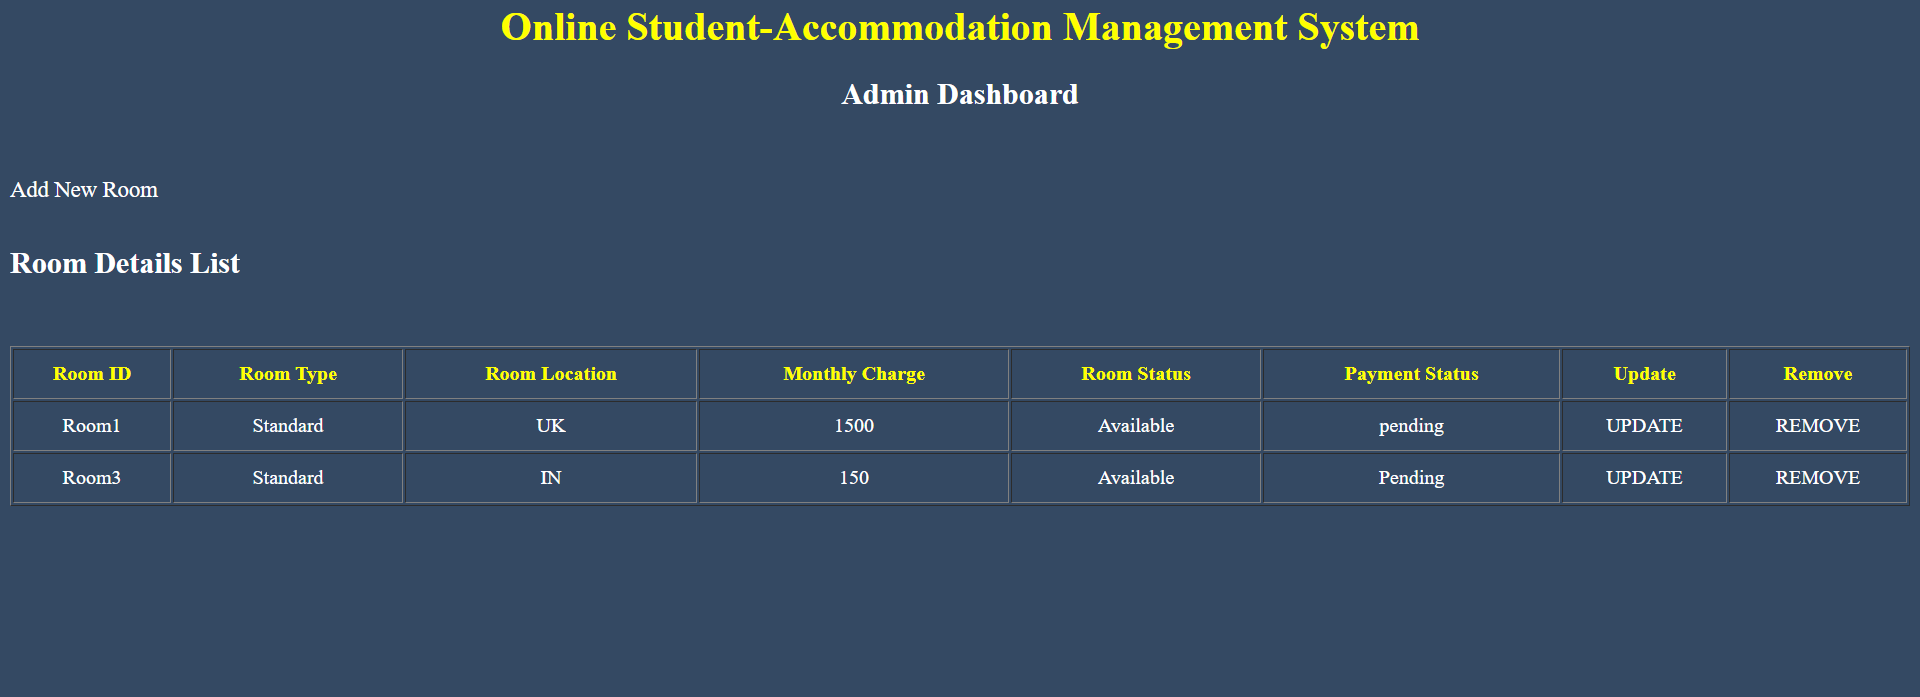 Online Student-Accommodation Management System
Admin Dashboard
Add New Room
Room Details List
Room ID Room Type Room Location Monthly Charge Room Status Payment Status Update Remove
Room1 Standard UK 1500 Available pending UPDATE REMOVE
Room3 Standard IN 150 Available Pending UPDATE REMOVE